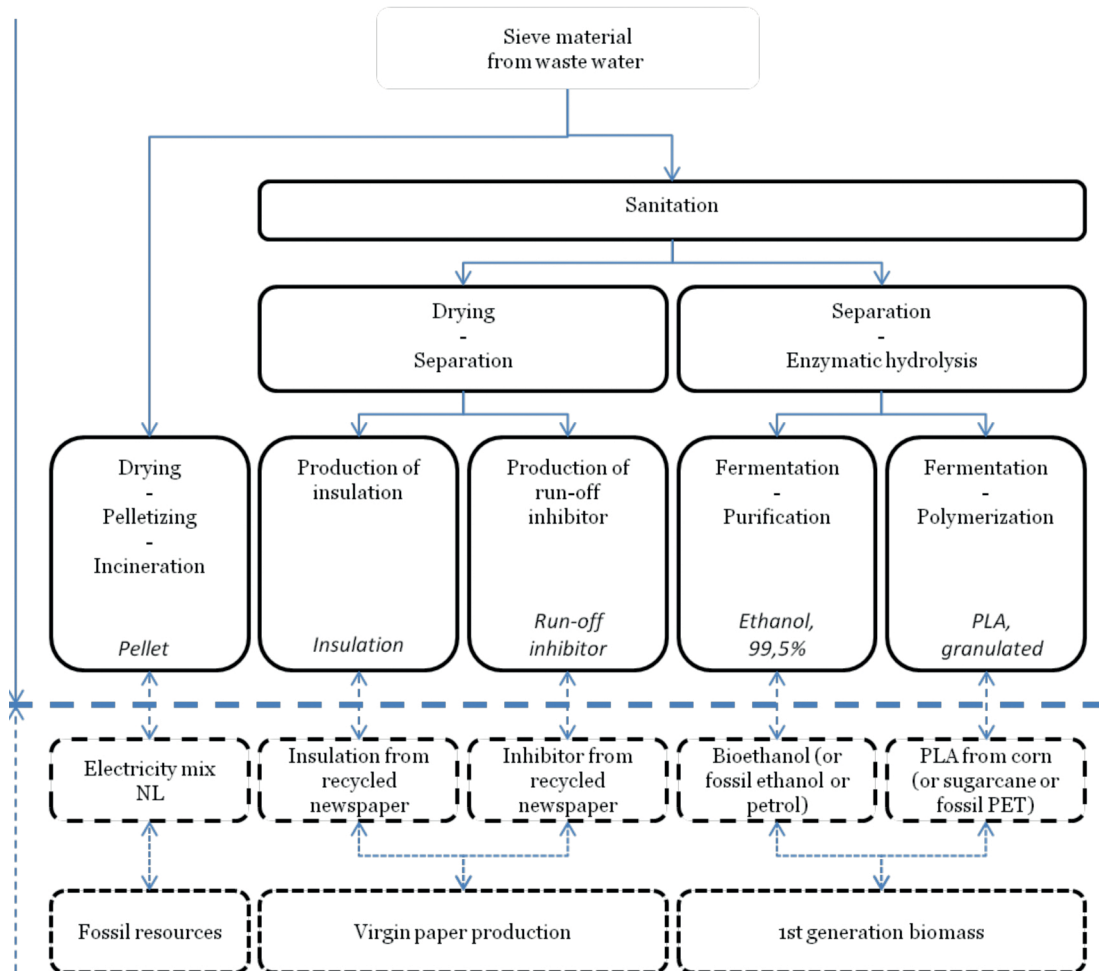 Sieve material
from waste water
Sanitation
Drying
-
Separation
Separation
-
Enzymatic hydrolysis
Drying
-
Pelletizing
-
Incineration
Pellet
Production of
insulation
Insulation
Production of
run-off
inhibitor
Run-off
inhibitor
Fermentation
-
Purification
Ethanol,
99,5%
Fermentation
-
Polymerization
PLA,
granulated
Electricity mix
NL
Insulation from
recycled
newspaper
Inhibitor from
recycled
newspaper
Bioethanol (or
fossil ethanol or
petrol)
PLA from corn
(or sugarcane or
fossil PET)
Fossil resources
Virgin paper production
1st generation biomass